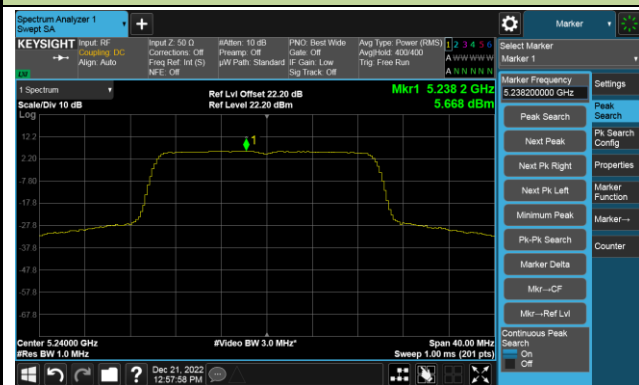 Spectrum Analyzer 1
Swept SA
Marker
KEYSIGHT
Input: RF
Coupling: DC
Align: Auto
Input Z: 50 Ω
Corrections: Off
Freq Ref: Int (S)
NFE: Off
#Atten: 10 dB
Preamp: Off
µW Path: Standard
PNO: Best Wide
Gate: Off
IF Gain: Low
Sig Track: Off
Avg Type: Power (RMS)
Avg|Hold: 400/400
Trig: Free Run
1 2 3 4 5 6
A W W W W W
A N N N N N
LW
Select Marker
Marker 1
1 Spectrum
Scale/Div 10 dB
Log
Ref Lvl Offset 22.20 dB
Ref Level 22.20 dBm
Mkr1 5.238 2 GHz
5.668 dBm
12.2
2.20
-7.80
-17.8
-27.8
-37.8
-47.8
-57.8
-67.8
1
Center 5.24000 GHz
#Res BW 1.0 MHz
#Video BW 3.0 MHz*
Span 40.00 MHz
Sweep 1.00 ms (201 pts)
Marker Frequency
5.238200000 GHz
Peak Search
Next Peak
Next Pk Right
Next Pk Left
Minimum Peak
Pk-Pk Search
Marker Delta
Mkr→CF
Mkr→Ref Lvl
Continuous Peak
Search
On
Off
Settings
Peak
Search
Pk Search
Config
Properties
Marker
Function
Marker→
Counter
Dec 21, 2022
12:57:58 PM